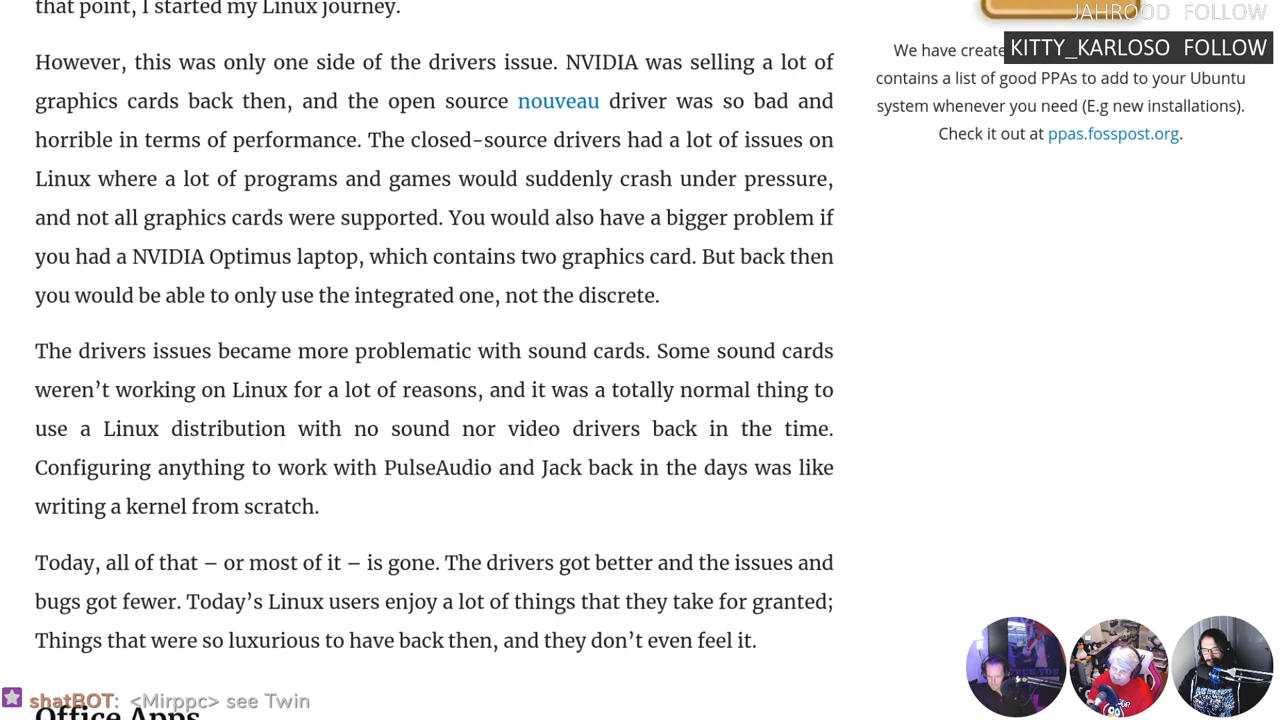 that point, I started my Linux journey.
However, this was only one side of the drivers issue. NVIDIA was selling a lot of
graphics cards back then, and the open source nouveau driver was so bad and
horrible in terms of performance. The closed-source drivers had a lot of issues on
Linux where a lot of programs and games would suddenly crash under pressure,
and not all graphics cards were supported. You would also have a bigger problem if
you had a NVIDIA Optimus laptop, which contains two graphics card. But back then
you would be able to only use the integrated one, not the discrete.
The drivers issues became more problematic with sound cards. Some sound cards
weren’t working on Linux for a lot of reasons, and it was a totally normal thing to
use a Linux distribution with no sound nor video drivers back in the time.
Configuring anything to work with PulseAudio and Jack back in the days was like
writing a kernel from scratch.
Today, all of that – or most of it – is gone. The drivers got better and the issues and
bugs got fewer. Today’s Linux users enjoy a lot of things that they take for granted;
Things that were so luxurious to have back then, and they don’t even feel it.
Office Apps
JAHROOD FOLLOW
KITTY_KARLOSO FOLLOW
We have create
contains a list of good PPAs to add to your Ubuntu
system whenever you need (E.g new installations).
Check it out at ppas.fosspost.org.
shatBOT: <Mirppc> see Twin